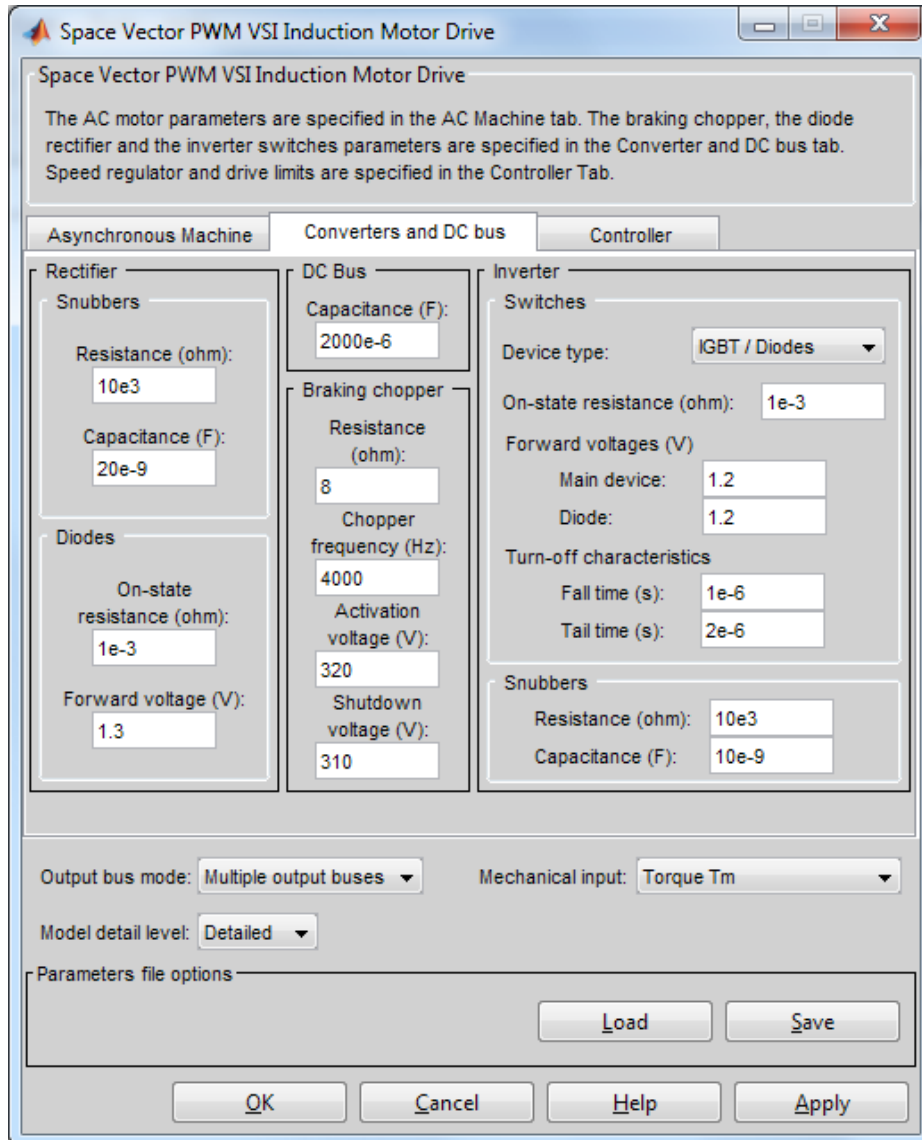 Space Vector PWM VSI Induction Motor Drive
Space Vector PWM VSI Induction Motor Drive
The AC motor parameters are specified in the AC Machine tab. The braking chopper, the diode
rectifier and the inverter switches parameters are specified in the Converter and DC bus tab.
Speed regulator and drive limits are specified in the Controller Tab.
Asynchronous Machine
Converters and DC bus
Controller
Rectifier
Snubbers
Resistance (ohm):
10e3
Capacitance (F):
20e-9
Diodes
On-state
resistance (ohm):
1e-3
Forward voltage (V):
1.3
DC Bus
Capacitance (F):
2000e-6
Braking chopper
Resistance
(ohm):
8
Chopper
frequency (Hz):
4000
Activation
voltage (V):
320
Shutdown
voltage (V):
310
Inverter
Switches
Device type: IGBT / Diodes
On-state resistance (ohm): 1e-3
Forward voltages (V)
Main device: 1.2
Diode: 1.2
Turn-off characteristics
Fall time (s): 1e-6
Tail time (s): 2e-6
Snubbers
Resistance (ohm): 10e3
Capacitance (F): 10e-9
Output bus mode: Multiple output buses
Mechanical input: Torque Tm
Model detail level: Detailed
Parameters file options
Load
Save
OK
Cancel
Help
Apply